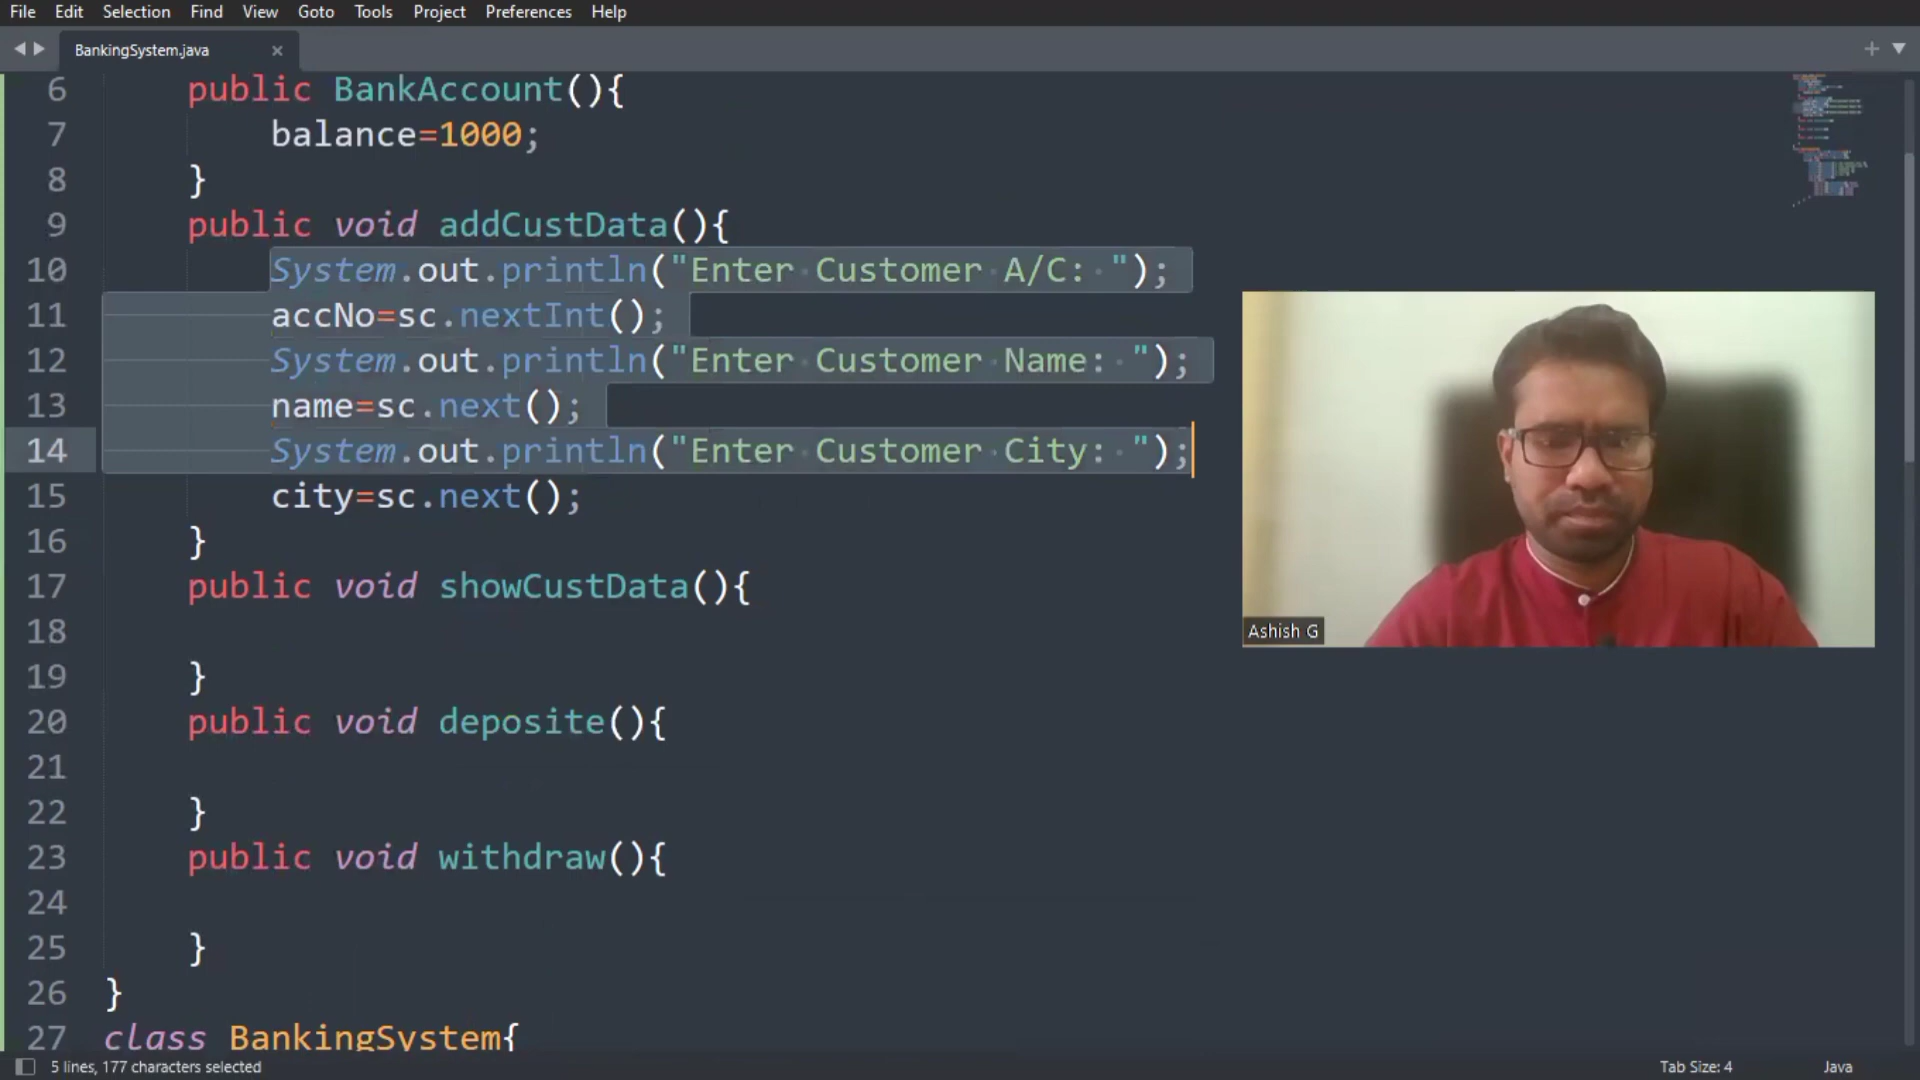 File Edit Selection Find View Goto Tools Project Preferences Help
BankingSystem.java
6 public BankAccount(){
7 balance=1000;
8 }
9 public void addCustData(){
10 System.out.println("Enter Customer A/C: ");
11 accNo=sc.nextInt();
12 System.out.println("Enter Customer Name: ");
13 name=sc.next();
14 System.out.println("Enter Customer City: ");
15 city=sc.next();
16 }
17 public void showCustData(){
18
19 }
20 public void deposite(){
21
22 }
23 public void withdraw(){
24
25 }
26 }
27 class BankingSystem{
Ashish G
5 lines, 177 characters selected
Tab Size: 4
Java